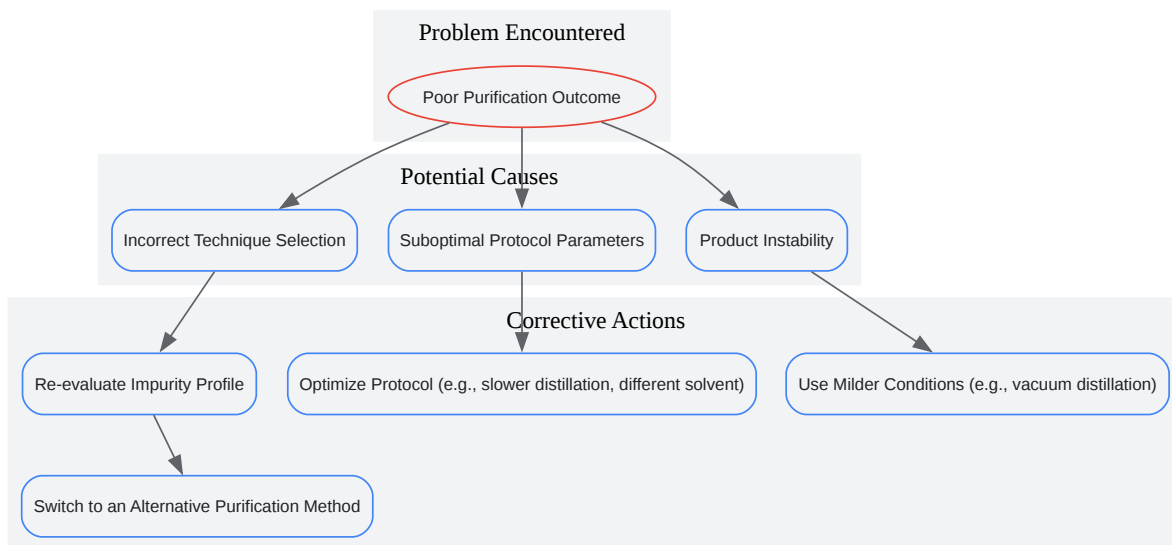 Problem Encountered
Poor Purification Outcome
Potential Causes
Incorrect Technique Selection
Suboptimal Protocol Parameters
Product Instability
Corrective Actions
Re-evaluate Impurity Profile
Optimize Protocol (e.g., slower distillation, different solvent)
Use Milder Conditions (e.g., vacuum distillation)
Switch to an Alternative Purification Method